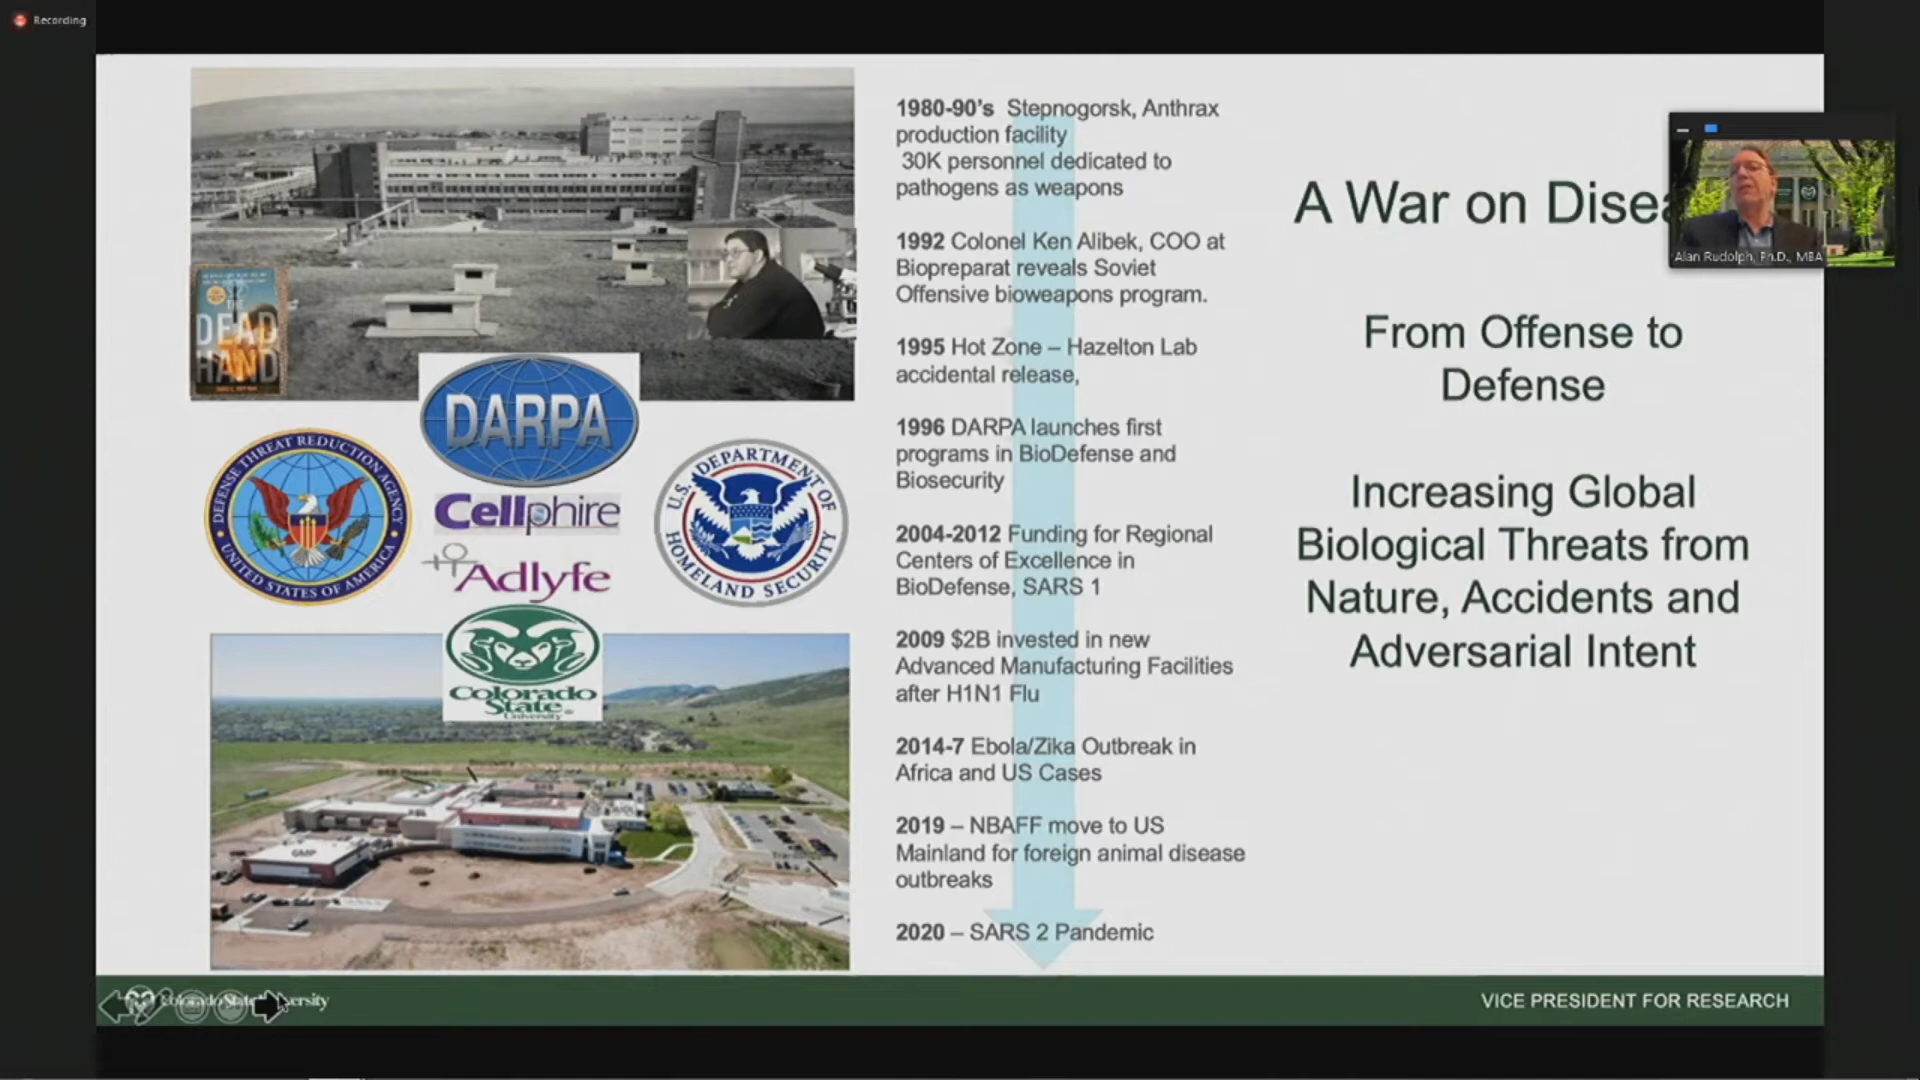 Recording
1980-90's Stepnogorsk, Anthrax
production facility
30K personnel dedicated to
pathogens as weapons
1992 Colonel Ken Alibek, COO at
Biopreparat reveals Soviet
Offensive bioweapons program.
1995 Hot Zone – Hazelton Lab
accidental release,
1996 DARPA launches first
programs in BioDefense and
Biosecurity
2004-2012 Funding for Regional
Centers of Excellence in
BioDefense, SARS 1
2009 $2B invested in new
Advanced Manufacturing Facilities
after H1N1 Flu
2014-7 Ebola/Zika Outbreak in
Africa and US Cases
2019 – NBAFF move to US
Mainland for foreign animal disease
outbreaks
2020 – SARS 2 Pandemic
A War on Disea
Alan Rudolph, Ph.D., MBA
From Offense to
Defense
Increasing Global
Biological Threats from
Nature, Accidents and
Adversarial Intent
THE
DEAD
HAND
DARPA
DEFENSE THREAT REDUCTION AGENCY
UNITED STATES OF AMERICA
Cellphire
Adlyfe
U.S. DEPARTMENT OF
HOMELAND SECURITY
Colorado
State
University
Colorado State University
VICE PRESIDENT FOR RESEARCH